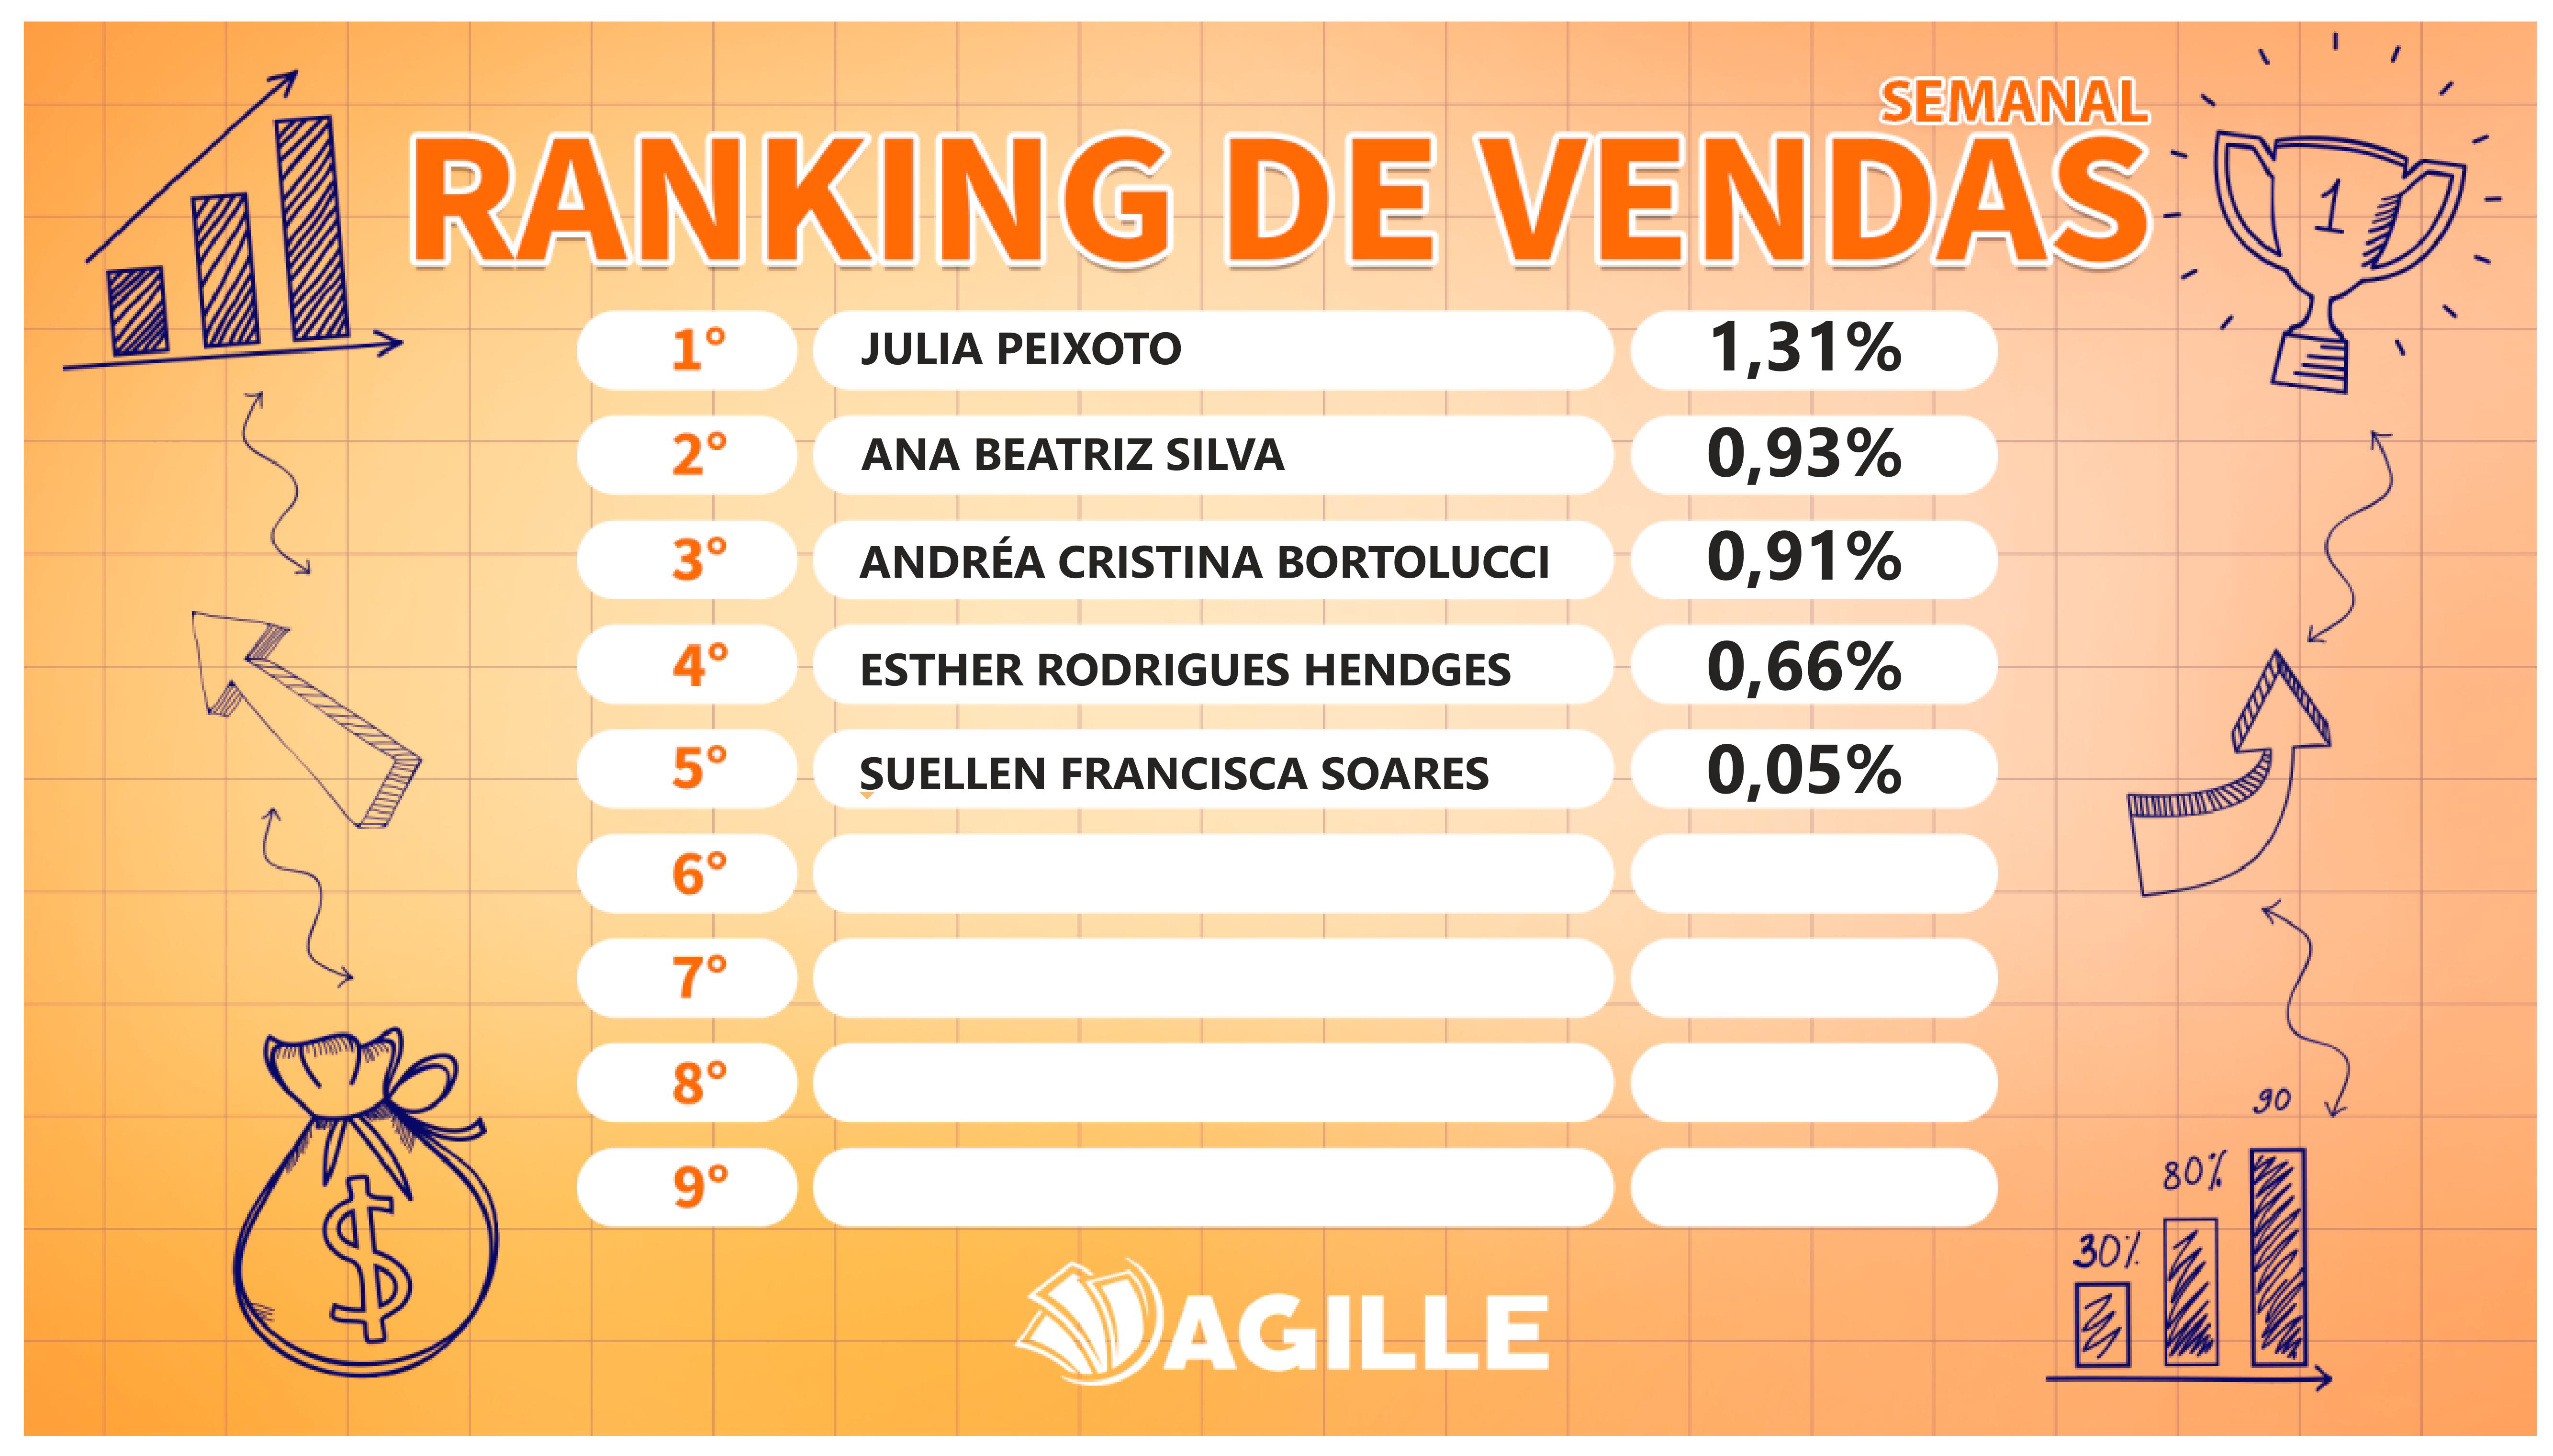 SEMANAL
RANKING DE VENDAS
1
1° JULIA PEIXOTO 1,31%
2° ANA BEATRIZ SILVA 0,93%
3° ANDRÉA CRISTINA BORTOLUCCI 0,91%
4° ESTHER RODRIGUES HENDGES 0,66%
5° SUELLEN FRANCISCA SOARES 0,05%
6°
7°
8°
9°
$
90
80%
30%
AGILLE